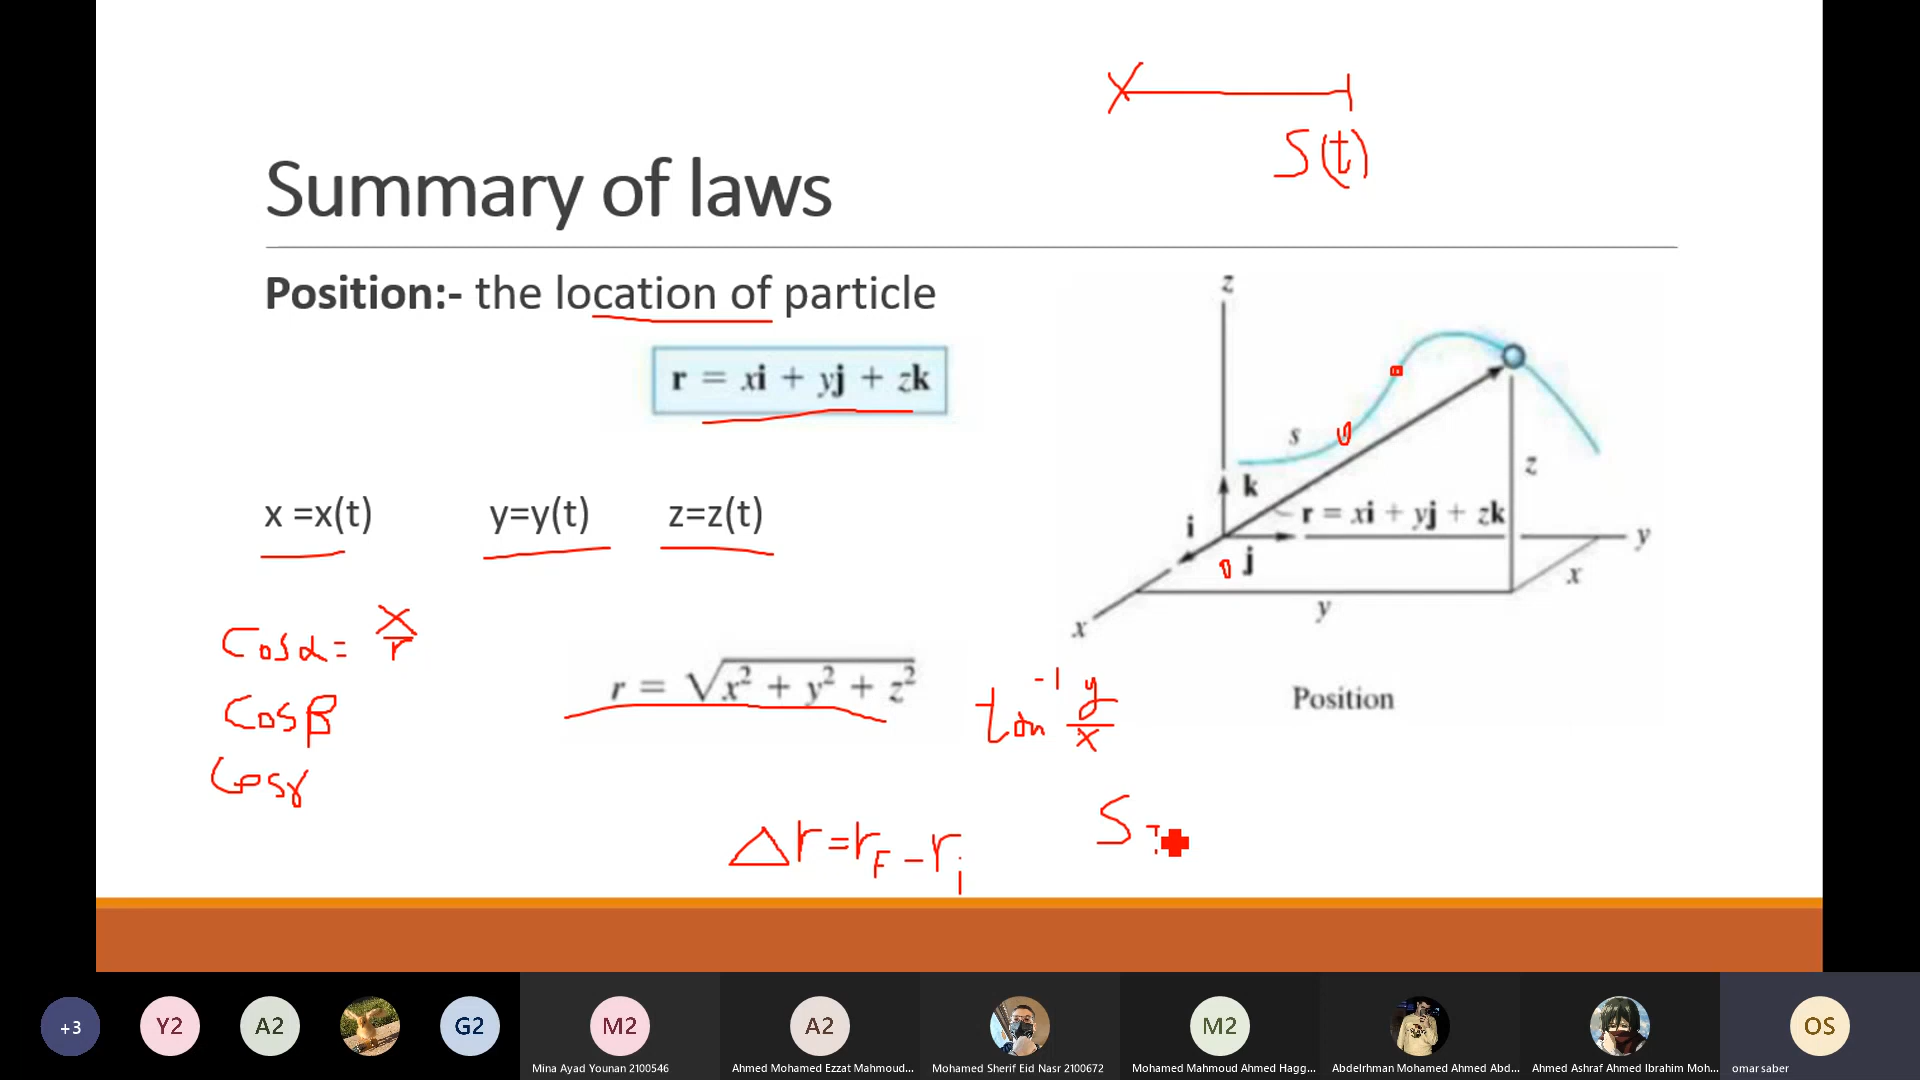 S(t)
Summary of laws
Position:- the location of particle
r = xi + yj + zk
x =x(t) y=y(t) z=z(t)
Cosα = x/r
Cosβ
Cosγ
r = √x² + y² + z²
tan⁻¹ y/x
Δr = rF - ri
S =
z
s
k
i
j
r = xi + yj + zk
z
y
x
y
x
Position
+3
Y2
A2
G2
M2
Mina Ayad Younan 2100546
A2
Ahmed Mohamed Ezzat Mahmoud...
Mohamed Sherif Eid Nasr 2100672
M2
Mohamed Mahmoud Ahmed Hagg...
Abdelrhman Mohamed Ahmed Abd...
Ahmed Ashraf Ahmed Ibrahim Moh...
OS
omar saber